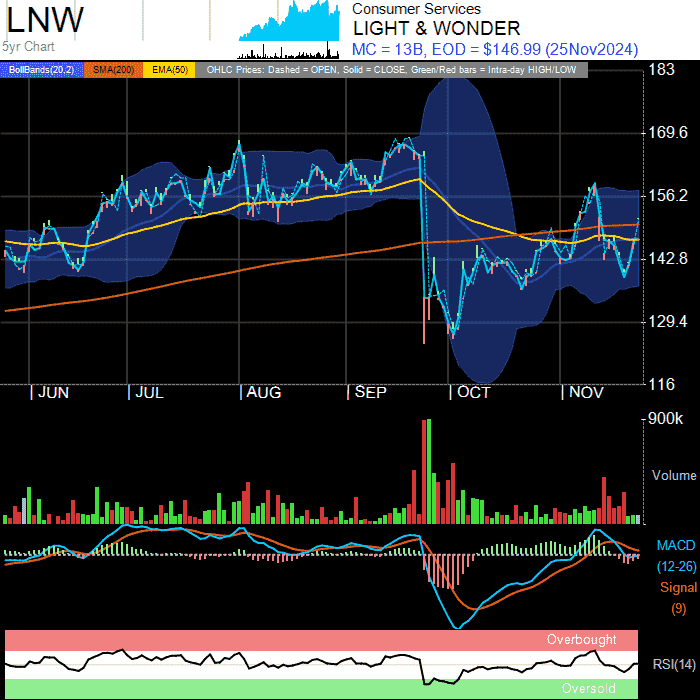 LNW
5yr Chart
Consumer Services
LIGHT & WONDER
MC = 13B, EOD = $146.99 (25Nov2024)
BollBands(20,2) SMA(200) EMA(50) OHLC Prices: Dashed = OPEN, Solid = CLOSE, Green/Red bars = Intra-day HIGH/LOW
183
169.6
156.2
142.8
129.4
116
| JUN | JUL | AUG | SEP | OCT | NOV
900k
Volume
MACD
(12-26)
Signal
(9)
Overbought
RSI(14)
Oversold